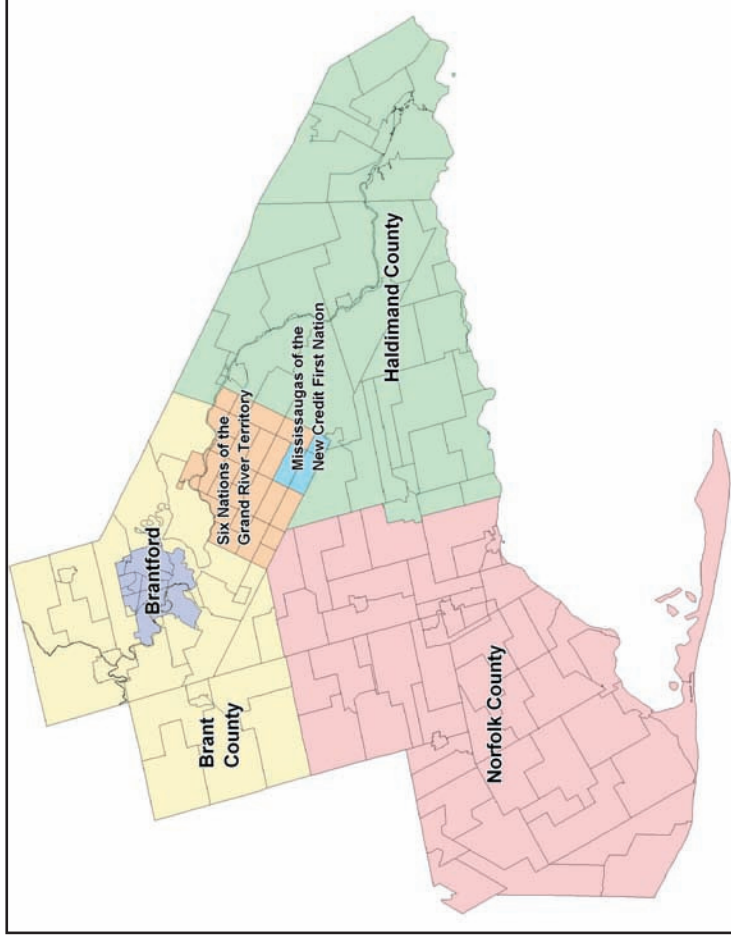 Brantford
Brant
County
Six Nations of the
Grand River Territory
Mississaugas of the
New Credit First Nation
Haldimand County
Norfolk County